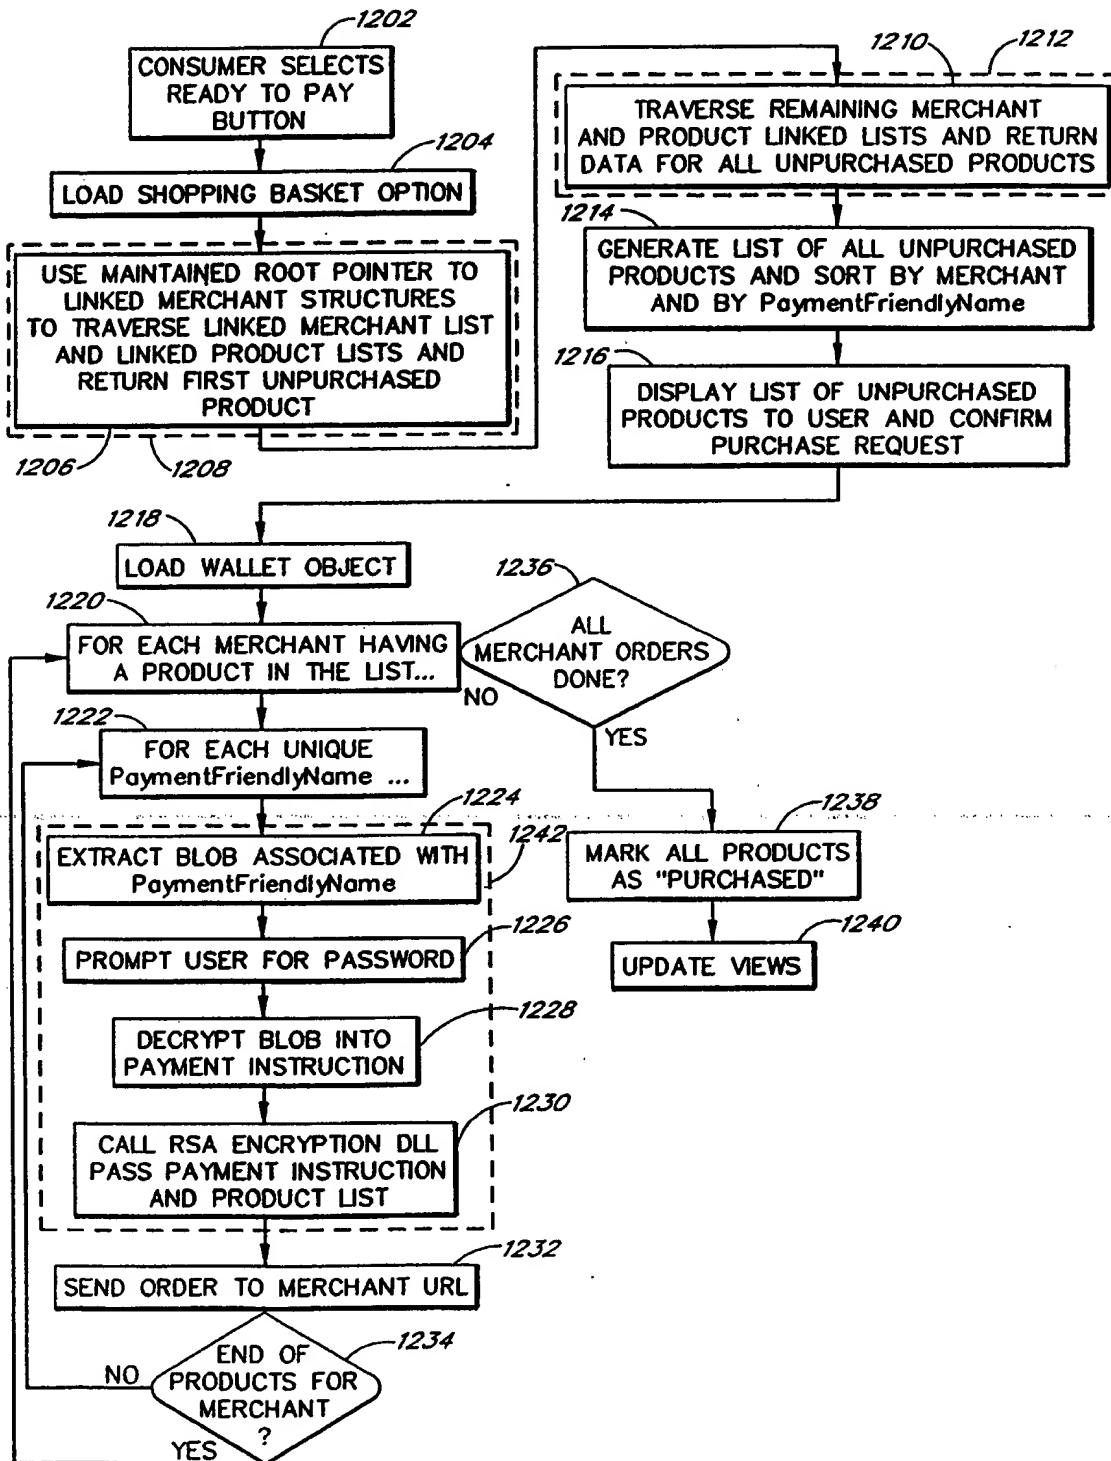 1202
CONSUMER SELECTS
READY TO PAY
BUTTON
1204
LOAD SHOPPING BASKET OPTION
USE MAINTAINED ROOT POINTER TO
LINKED MERCHANT STRUCTURES
TO TRAVERSE LINKED MERCHANT LIST
AND LINKED PRODUCT LISTS AND
RETURN FIRST UNPURCHASED
PRODUCT
1206
1208
1210
1212
TRAVERSE REMAINING MERCHANT
AND PRODUCT LINKED LISTS AND RETURN
DATA FOR ALL UNPURCHASED PRODUCTS
1214
GENERATE LIST OF ALL UNPURCHASED
PRODUCTS AND SORT BY MERCHANT
AND BY PaymentFriendlyName
1216
DISPLAY LIST OF UNPURCHASED
PRODUCTS TO USER AND CONFIRM
PURCHASE REQUEST
1218
LOAD WALLET OBJECT
1220
FOR EACH MERCHANT HAVING
A PRODUCT IN THE LIST...
1236
ALL
MERCHANT ORDERS
DONE?
NO
YES
1222
FOR EACH UNIQUE
PaymentFriendlyName ...
1224
1242
EXTRACT BLOB ASSOCIATED WITH
PaymentFriendlyName
1226
PROMPT USER FOR PASSWORD
1228
DECRYPT BLOB INTO
PAYMENT INSTRUCTION
1230
CALL RSA ENCRYPTION DLL
PASS PAYMENT INSTRUCTION
AND PRODUCT LIST
1232
SEND ORDER TO MERCHANT URL
1234
END OF
PRODUCTS FOR
MERCHANT
?
NO
YES
1238
MARK ALL PRODUCTS
AS "PURCHASED"
1240
UPDATE VIEWS